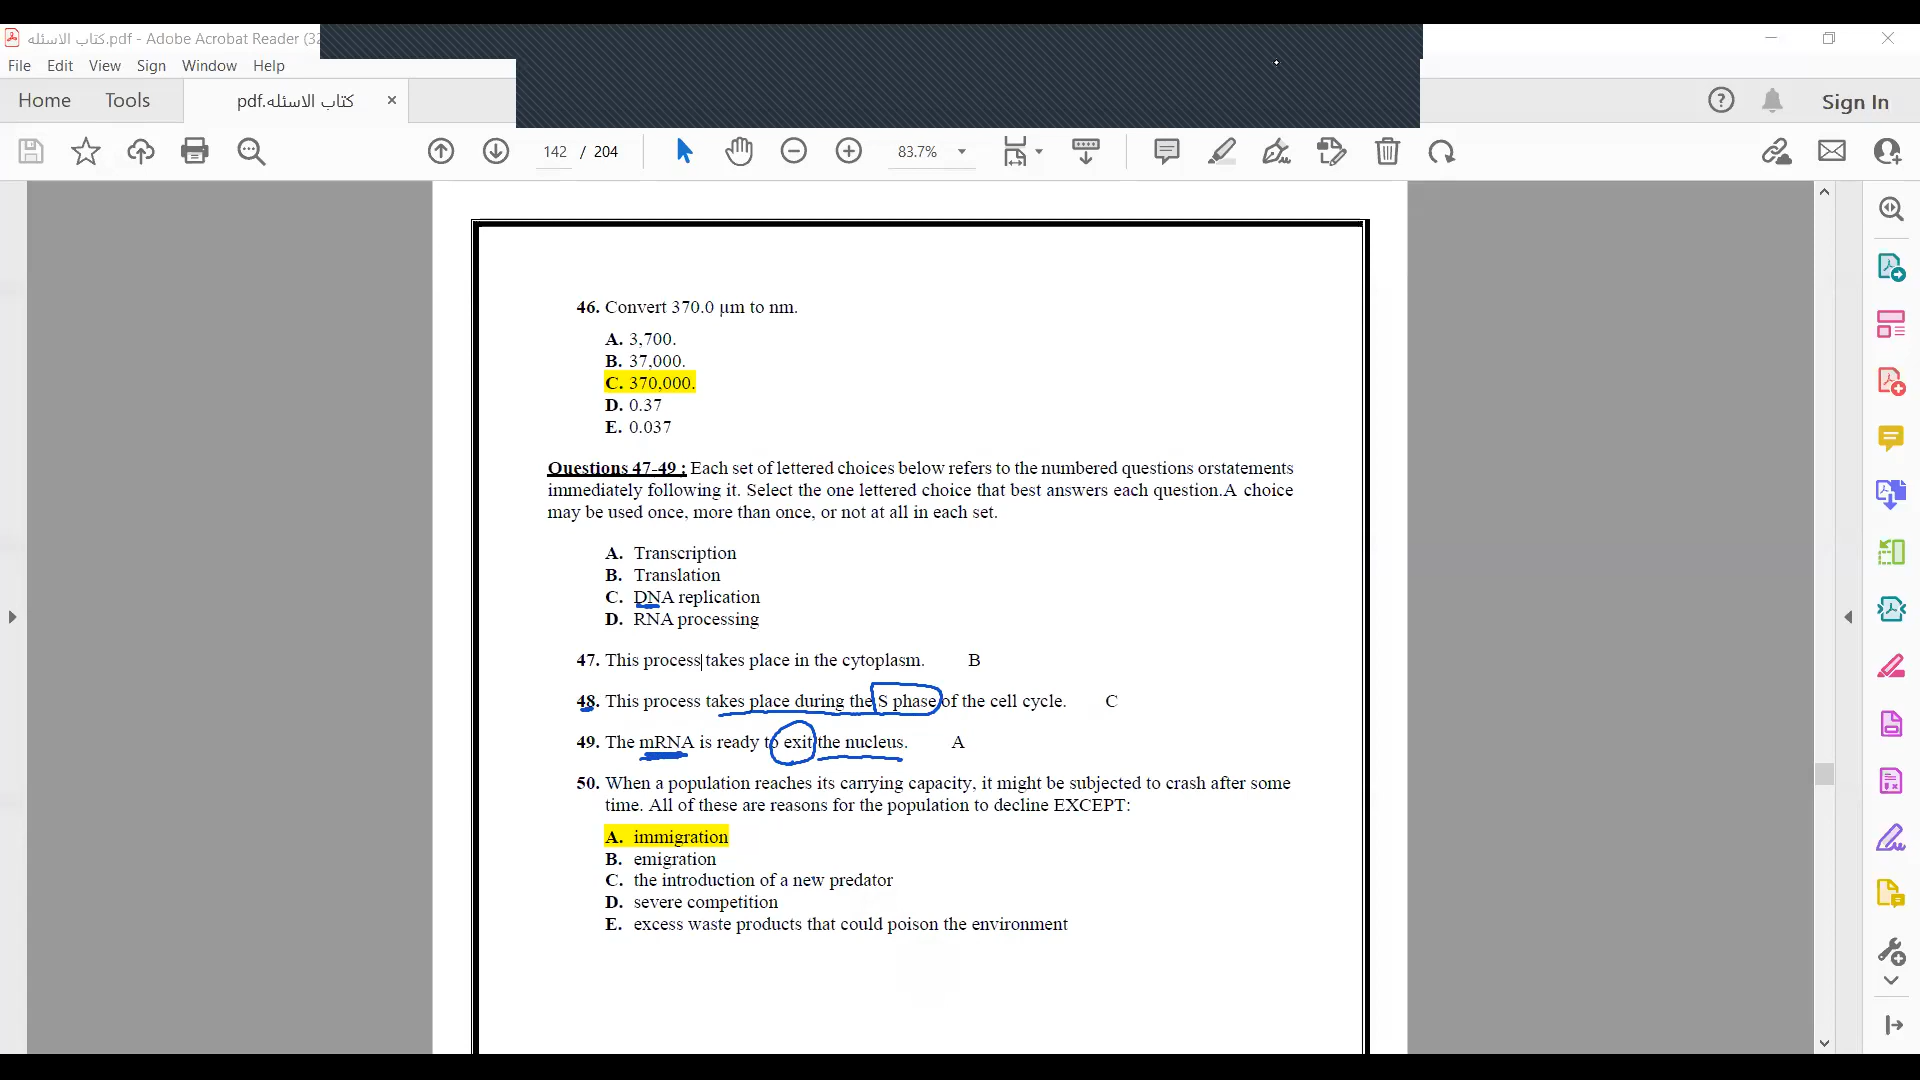 كتاب الاسئله.pdf - Adobe Acrobat Reader (32
File Edit View Sign Window Help
Home Tools كتاب الاسئله.pdf × ? Sign In
142 / 204 83.7%
46. Convert 370.0 µm to nm.
A. 3,700.
B. 37,000.
C. 370,000.
D. 0.37
E. 0.037
Questions 47-49 ; Each set of lettered choices below refers to the numbered questions orstatements
immediately following it. Select the one lettered choice that best answers each question.A choice
may be used once, more than once, or not at all in each set.
A. Transcription
B. Translation
C. DNA replication
D. RNA processing
47. This process takes place in the cytoplasm. B
48. This process takes place during the S phase of the cell cycle. C
49. The mRNA is ready to exit the nucleus. A
50. When a population reaches its carrying capacity, it might be subjected to crash after some
time. All of these are reasons for the population to decline EXCEPT:
A. immigration
B. emigration
C. the introduction of a new predator
D. severe competition
E. excess waste products that could poison the environment